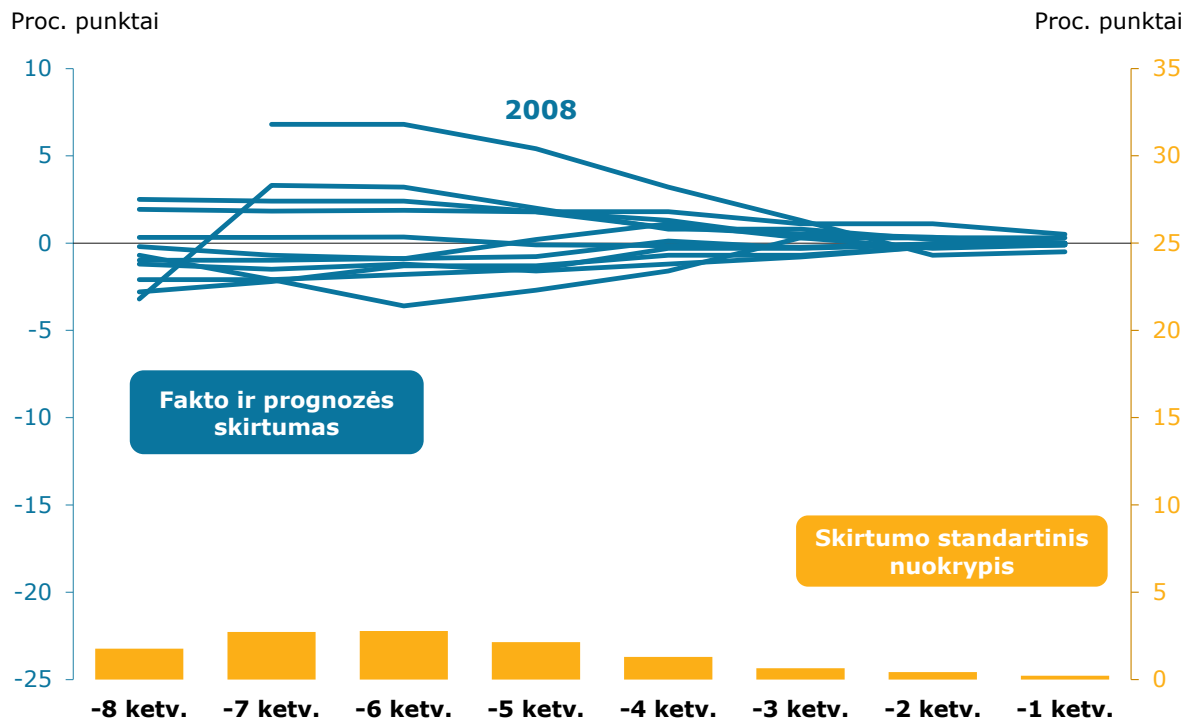 Proc. punktai
Proc. punktai
10
5
0
-5
-10
-15
-20
-25
35
30
25
20
15
10
5
0
2008
Fakto ir prognozės
skirtumas
Skirtumo standartinis
nuokrypis
-8 ketv.
-7 ketv.
-6 ketv.
-5 ketv.
-4 ketv.
-3 ketv.
-2 ketv.
-1 ketv.